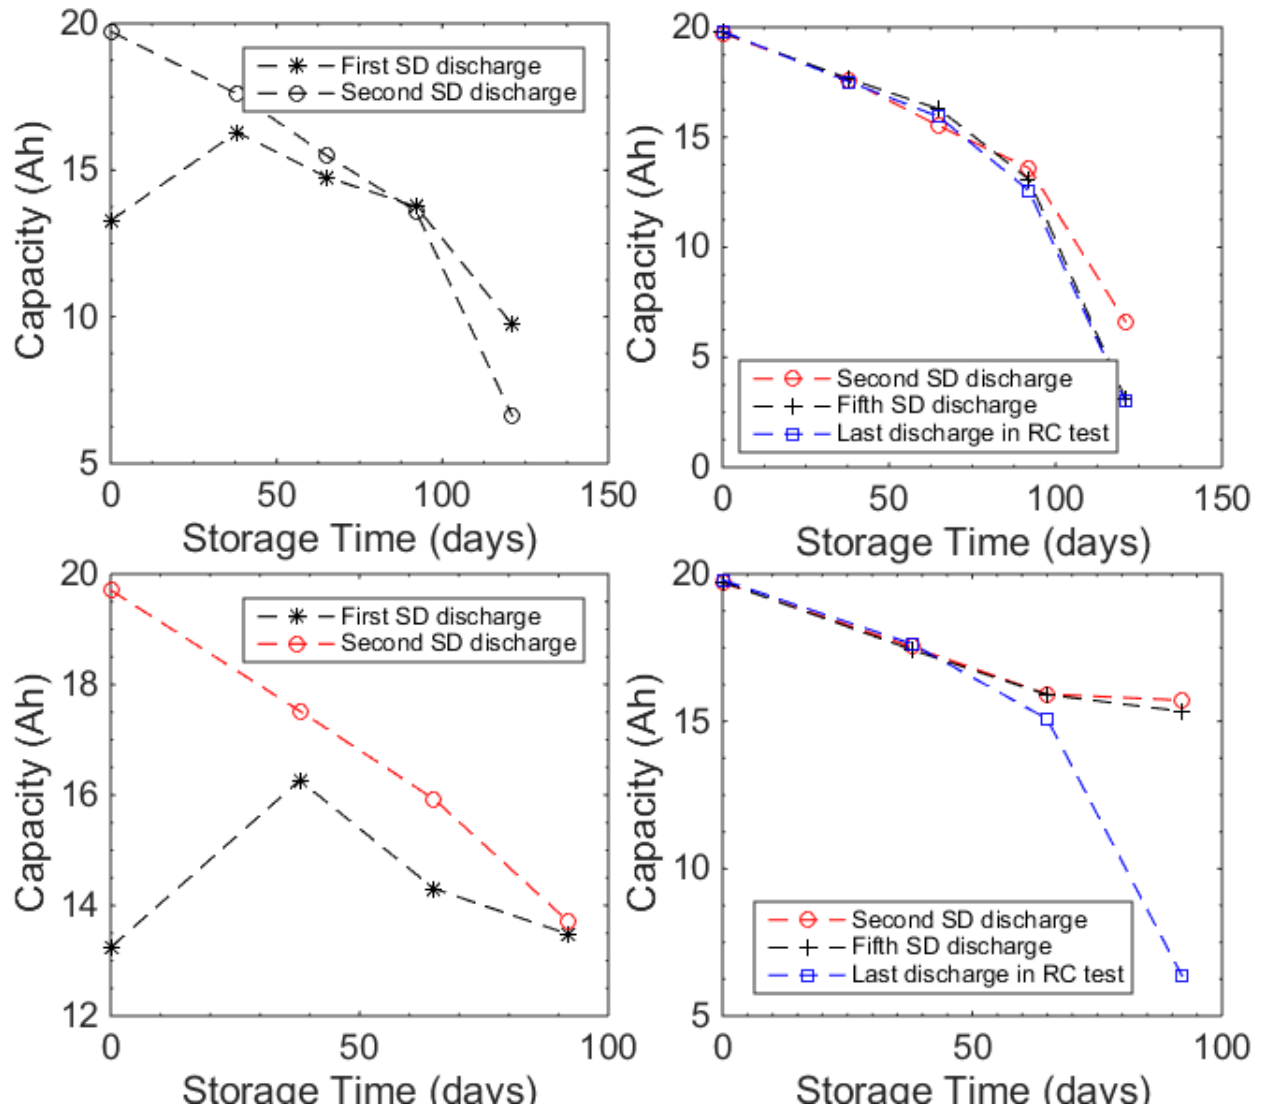 20
15
10
5
Capacity (Ah)
First SD discharge
Second SD discharge
0
50
100
150
Storage Time (days)
20
15
10
5
0
Capacity (Ah)
Second SD discharge
Fifth SD discharge
Last discharge in RC test
0
50
100
150
Storage Time (days)
20
18
16
14
12
Capacity (Ah)
First SD discharge
Second SD discharge
0
50
100
Storage Time (days)
20
15
10
5
Capacity (Ah)
Second SD discharge
Fifth SD discharge
Last discharge in RC test
0
50
100
Storage Time (days)